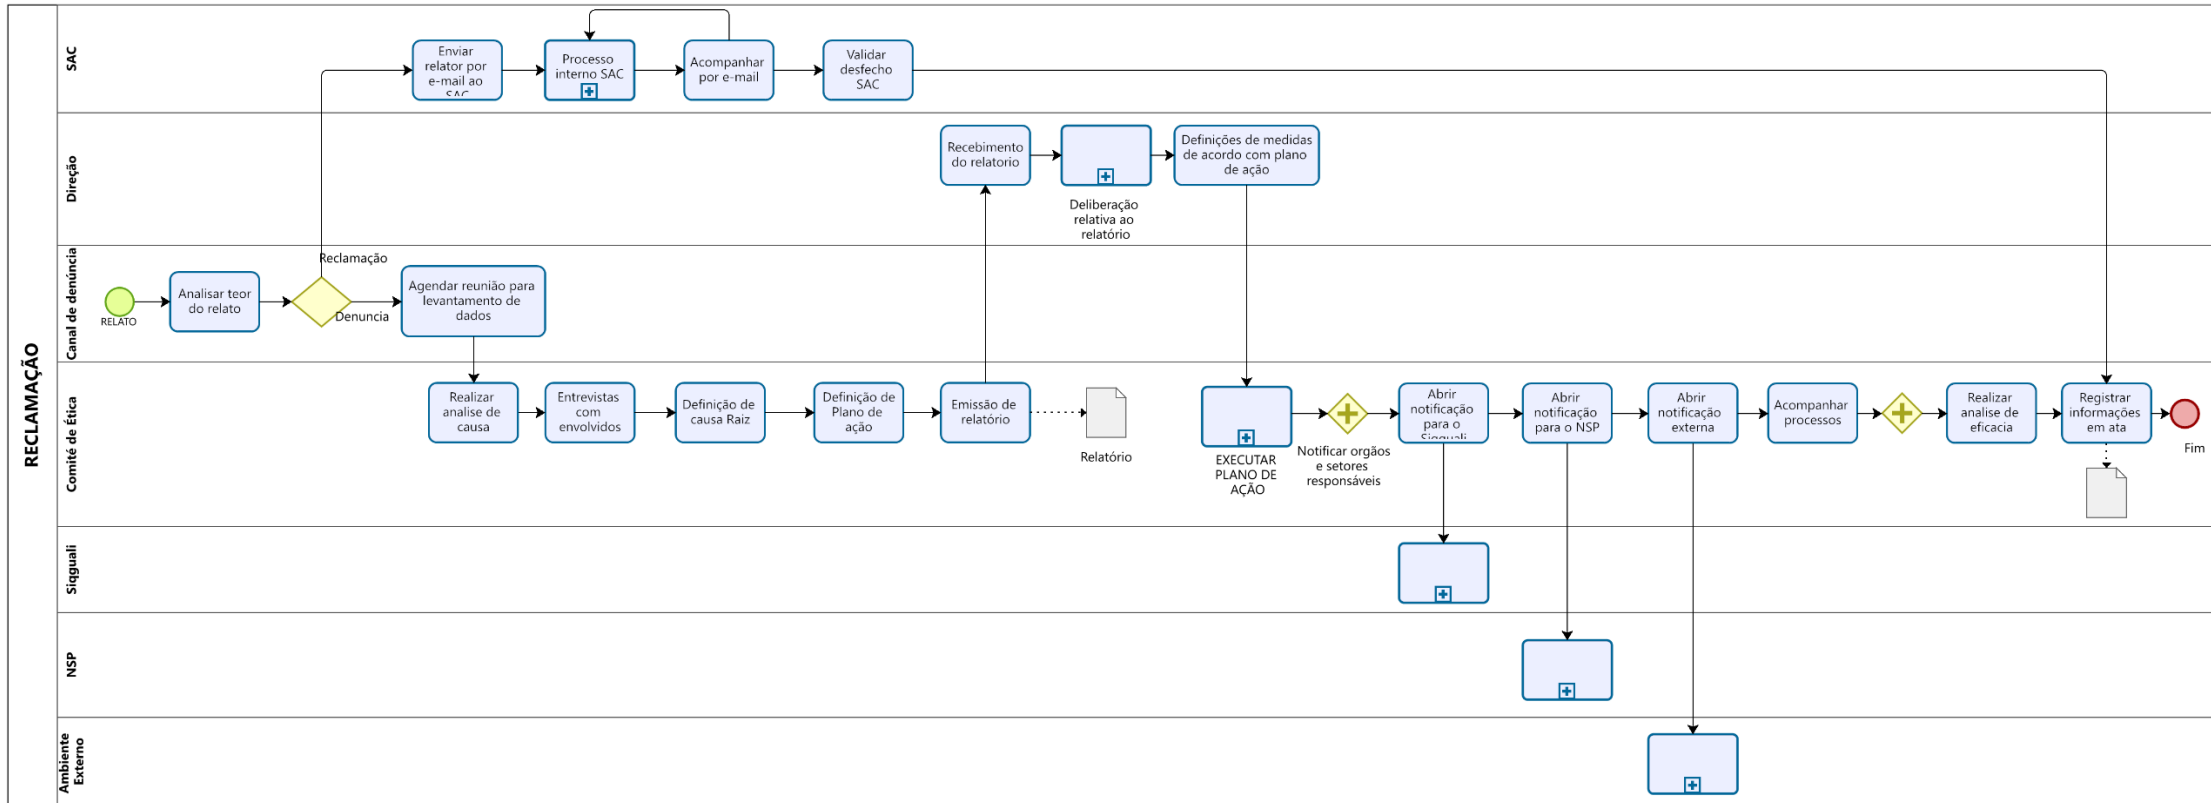 RECLAMAÇÃO
SAC
Enviar
relator por
e-mail ao
SAC
Processo
interno SAC
Acompanhar
por e-mail
Validar
desfecho
SAC
Direção
Recebimento
do relatorio
Deliberação
relativa ao
relatório
Definições de medidas
de acordo com plano
de ação
Canal de denúncia
RELATO
Analisar teor
do relato
Reclamação
Denuncia
Agendar reunião para
levantamento de
dados
Comitê de Ética
Realizar
analise de
causa
Entrevistas
com
envolvidos
Definição de
causa Raiz
Definição de
Plano de
ação
Emissão de
relatório
Relatório
EXECUTAR
PLANO DE
AÇÃO
Notificar orgãos
e setores
responsáveis
Abrir
notificação
para o
Siqquali
Abrir
notificação
para o NSP
Abrir
notificação
externa
Acompanhar
processos
Realizar
analise de
eficacia
Registrar
informações
em ata
Fim
Siqquali
NSP
Ambiente
Externo